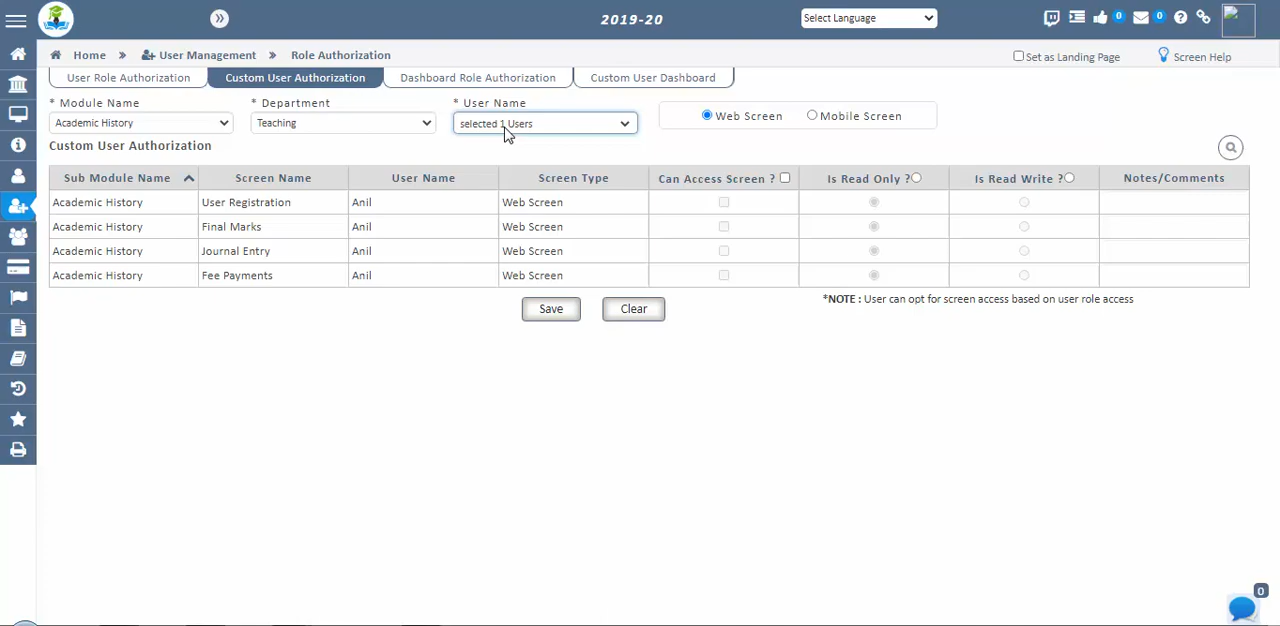 2019-20
Select Language
0
0
Home » User Management » Role Authorization
Set as Landing Page
Screen Help
User Role Authorization
Custom User Authorization
Dashboard Role Authorization
Custom User Dashboard
* Module Name
* Department
* User Name
Academic History
Teaching
selected 1 Users
Web Screen
Mobile Screen
Custom User Authorization
Sub Module Name Screen Name User Name Screen Type Can Access Screen ? Is Read Only ? Is Read Write ? Notes/Comments
Academic History User Registration Anil Web Screen
Academic History Final Marks Anil Web Screen
Academic History Journal Entry Anil Web Screen
Academic History Fee Payments Anil Web Screen
Save
Clear
*NOTE : User can opt for screen access based on user role access
0